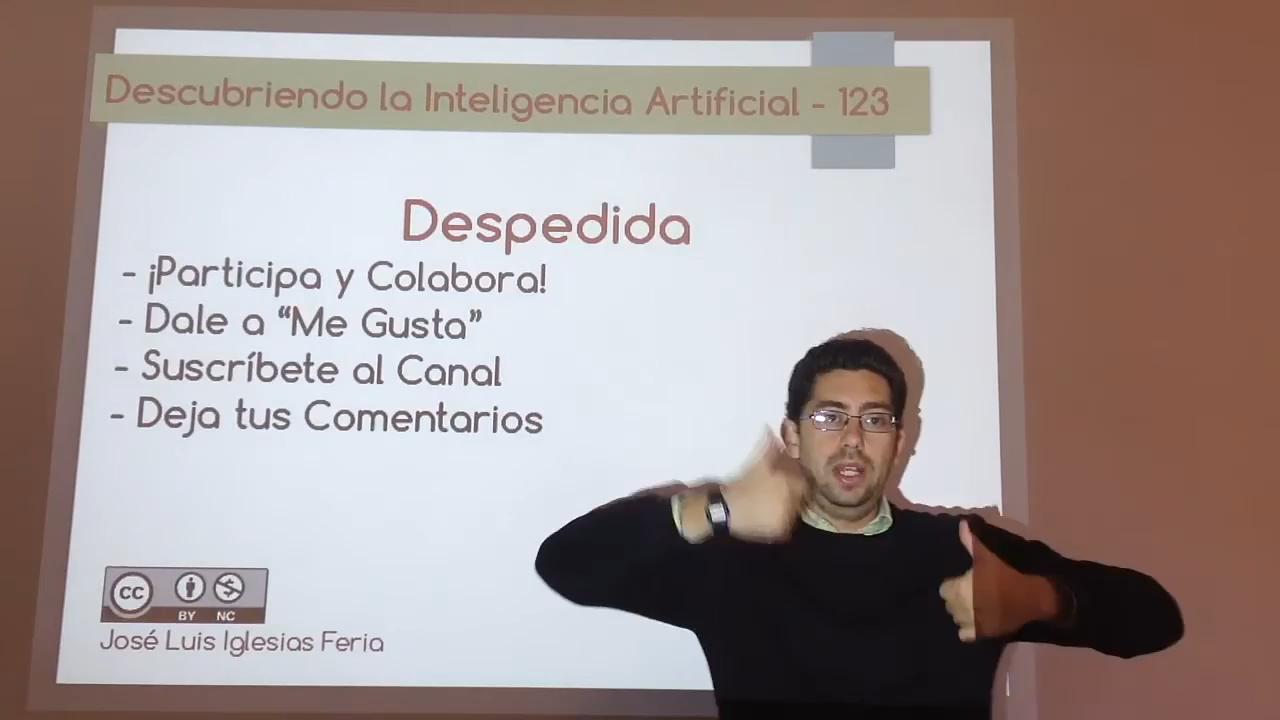 Descubriendo la Inteligencia Artificial - 123
Despedida
- ¡Participa y Colabora!
- Dale a “Me Gusta”
- Suscríbete al Canal
- Deja tus Comentarios
CC BY NC
José Luis Iglesias Feria